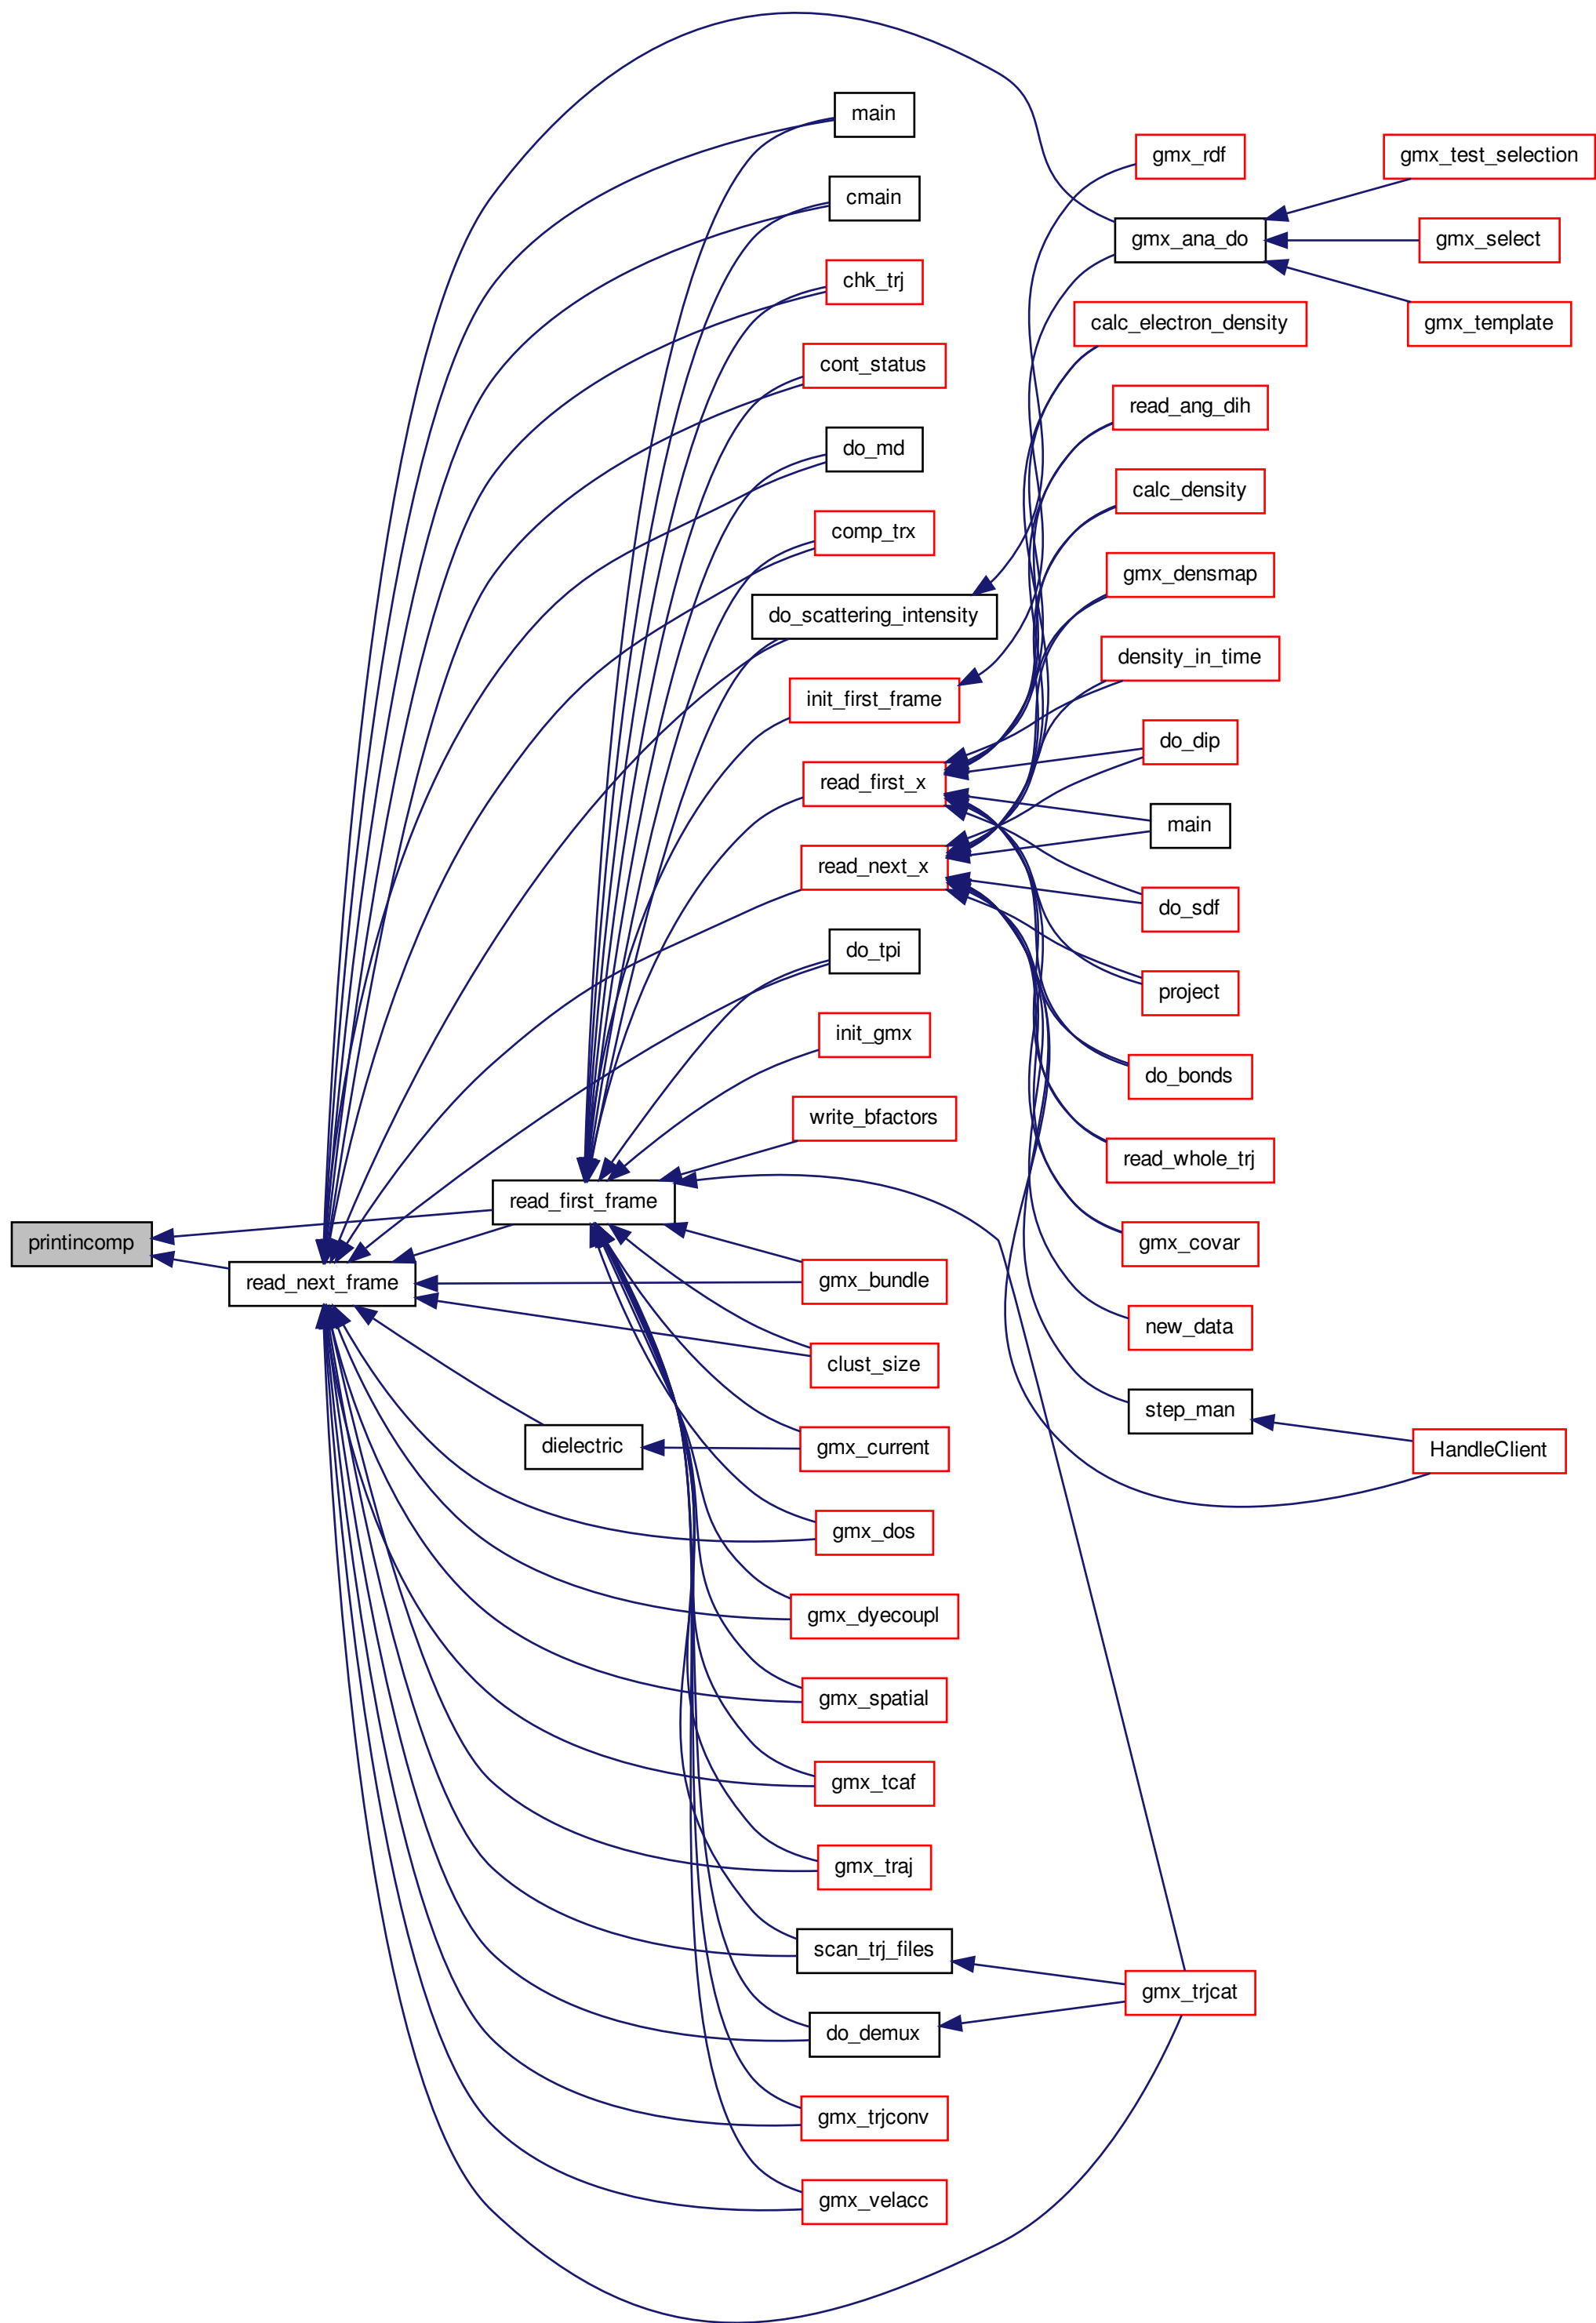 main
gmx_rdf
gmx_test_selection
cmain
gmx_ana_do
gmx_select
chk_trj
calc_electron_density
gmx_template
cont_status
read_ang_dih
do_md
calc_density
comp_trx
gmx_densmap
do_scattering_intensity
density_in_time
init_first_frame
do_dip
read_first_x
main
read_next_x
do_sdf
do_tpi
project
init_gmx
do_bonds
write_bfactors
read_whole_trj
read_first_frame
printincomp
gmx_covar
read_next_frame
gmx_bundle
new_data
clust_size
step_man
dielectric
gmx_current
HandleClient
gmx_dos
gmx_dyecoupl
gmx_spatial
gmx_tcaf
gmx_traj
scan_trj_files
gmx_trjcat
do_demux
gmx_trjconv
gmx_velacc